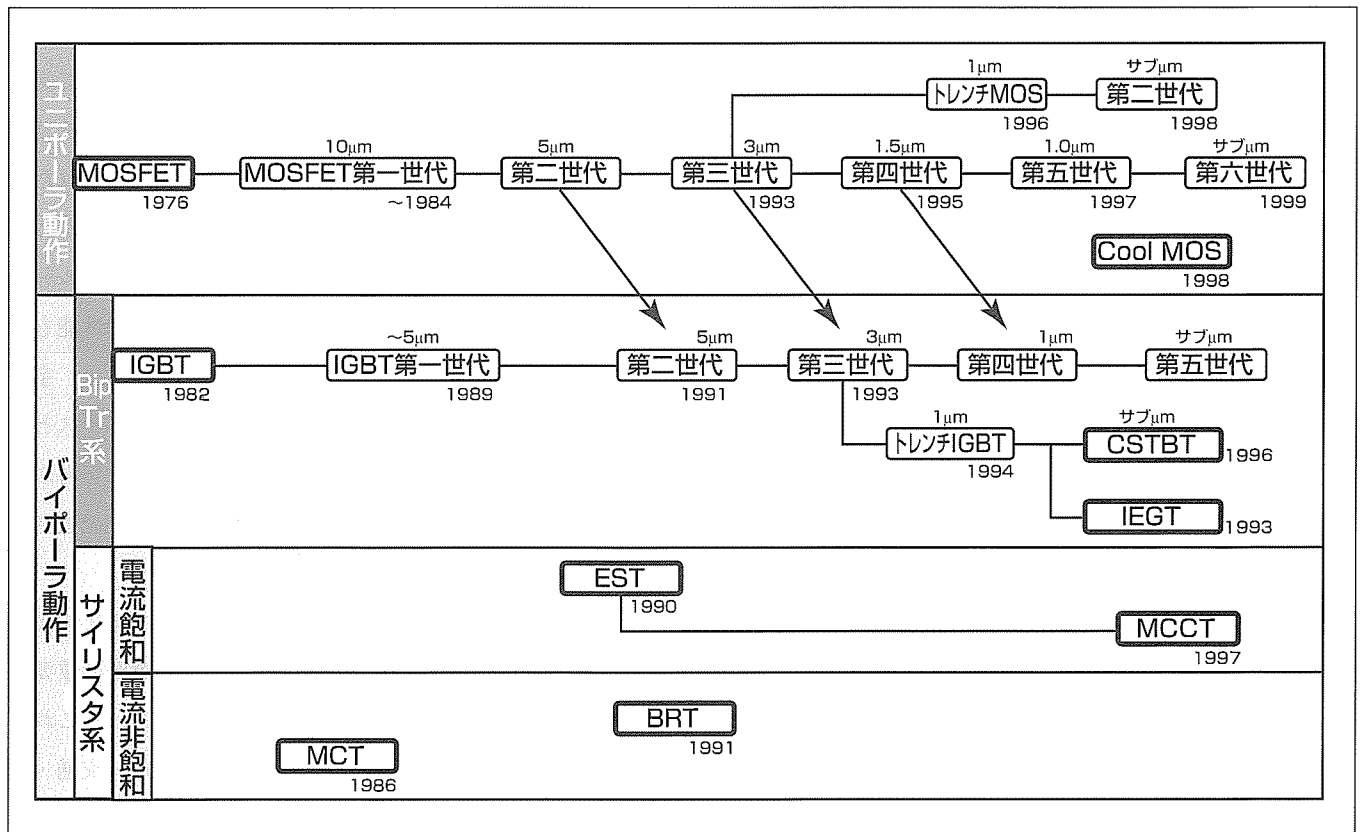 ユニポーラ動作
1μm
トレンチMOS
1996
サブμm
第二世代
1998
MOSFET
1976
10μm
MOSFET第一世代
～1984
5μm
第二世代
3μm
第三世代
1993
1.5μm
第四世代
1995
1.0μm
第五世代
1997
サブμm
第六世代
1999
Cool MOS
1998
バイポーラ動作
Bip
Tr
系
IGBT
1982
～5μm
IGBT第一世代
1989
5μm
第二世代
1991
3μm
第三世代
1993
1μm
第四世代
サブμm
第五世代
1μm
トレンチIGBT
1994
サブμm
CSTBT
1996
IEGT
1993
サイリスタ系
電流飽和
EST
1990
MCCT
1997
電流非飽和
BRT
1991
MCT
1986